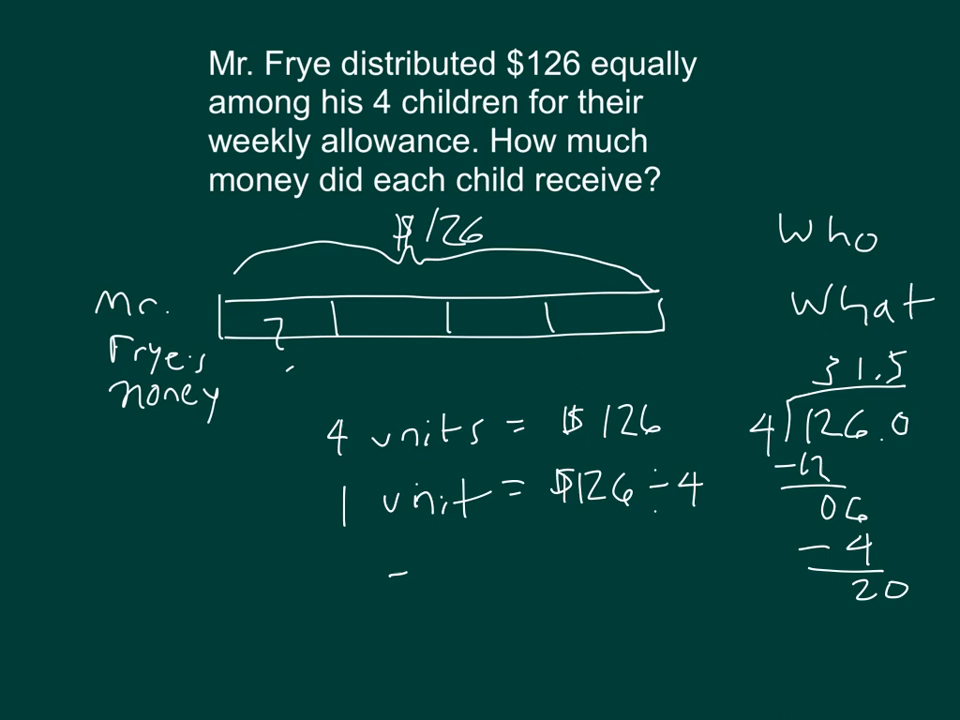 Mr. Frye distributed $126 equally
among his 4 children for their
weekly allowance. How much
money did each child receive?
$126
Who
Mr.
What
Frye's
money
?
31.5
4 units = $126
4)126.0
-12
1 unit = $126 ÷ 4
06
- 4
=
20